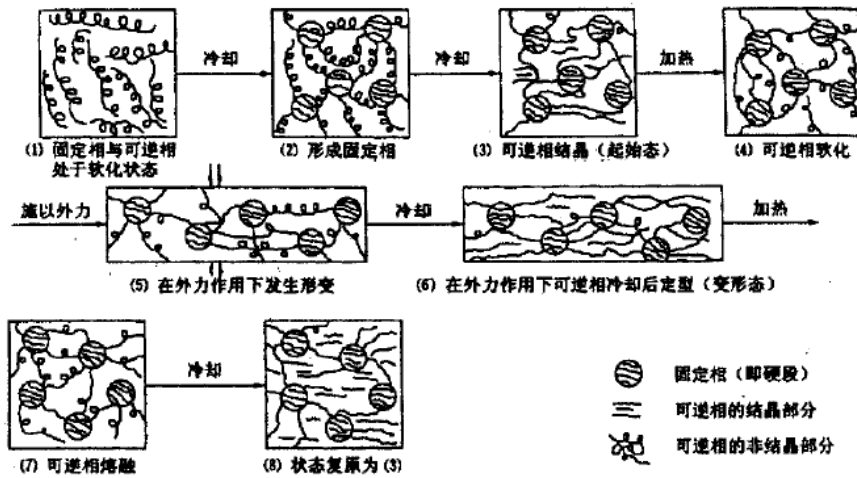 冷却
冷却
加热
(1) 固定相与可逆相
处于软化状态
(2) 形成固定相
(3) 可逆相结晶(起始态)
(4) 可逆相软化
施以外力
冷却
加热
(5) 在外力作用下发生形变
(6) 在外力作用下可逆相冷却后定型(变形态)
冷却
固定相(即硬段)
可逆相的结晶部分
可逆相的非结晶部分
(7) 可逆相熔融
(8) 状态复原为(3)